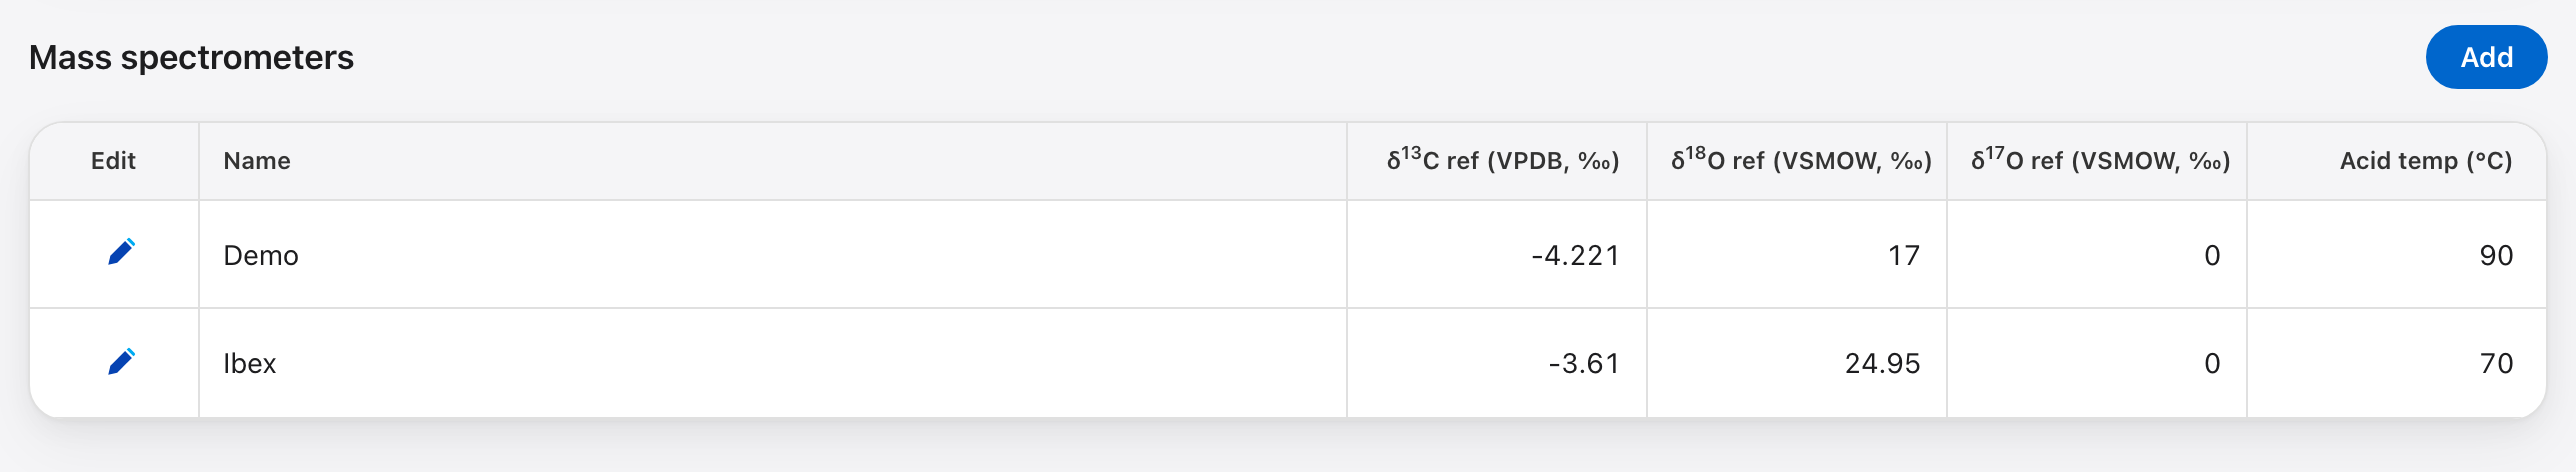 Mass spectrometers
Add
Edit Name δ¹³C ref (VPDB, ‰) δ¹⁸O ref (VSMOW, ‰) δ¹⁷O ref (VSMOW, ‰) Acid temp (°C)
Demo -4.221 17 0 90
Ibex -3.61 24.95 0 70